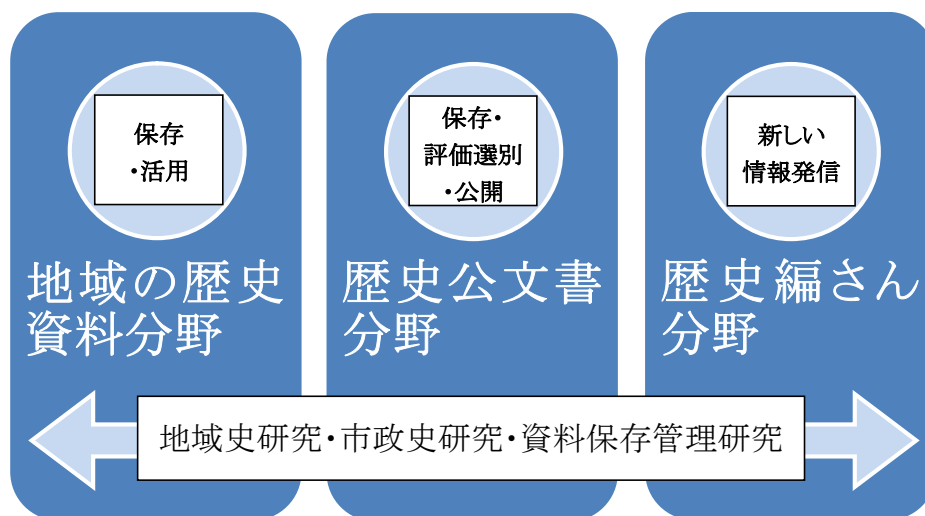 保存
・活用
地域の歴史
資料分野
保存・
評価選別
・公開
歴史公文書
分野
新しい
情報発信
歴史編さん
分野
地域史研究・市政史研究・資料保存管理研究